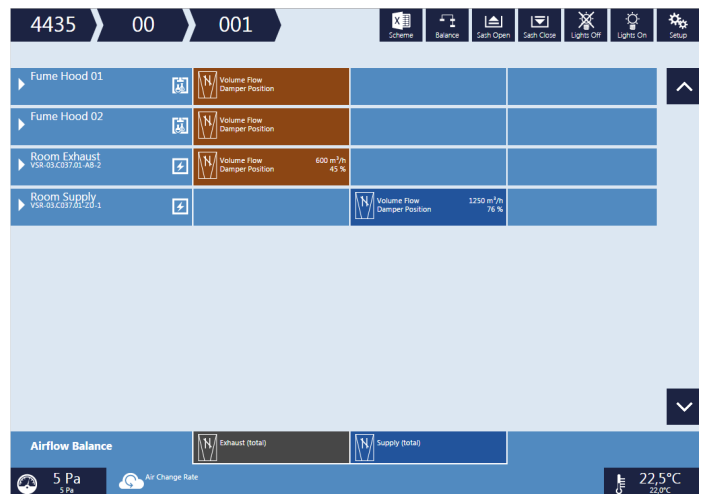 4435 00 001
Scheme Balance Sash Open Sash Close Lights Off Lights On Setup
Fume Hood 01
Volume Flow
Damper Position
Fume Hood 02
Volume Flow
Damper Position
Room Exhaust
VSR-03.C037.01-AB-2
Volume Flow 600 m³/h
Damper Position 45 %
Room Supply
VSR-03.C037.01-ZU-1
Volume Flow 1250 m³/h
Damper Position 76 %
Airflow Balance
Exhaust (total)
Supply (total)
5 Pa
5 Pa
Air Change Rate
22,5°C
22,0°C